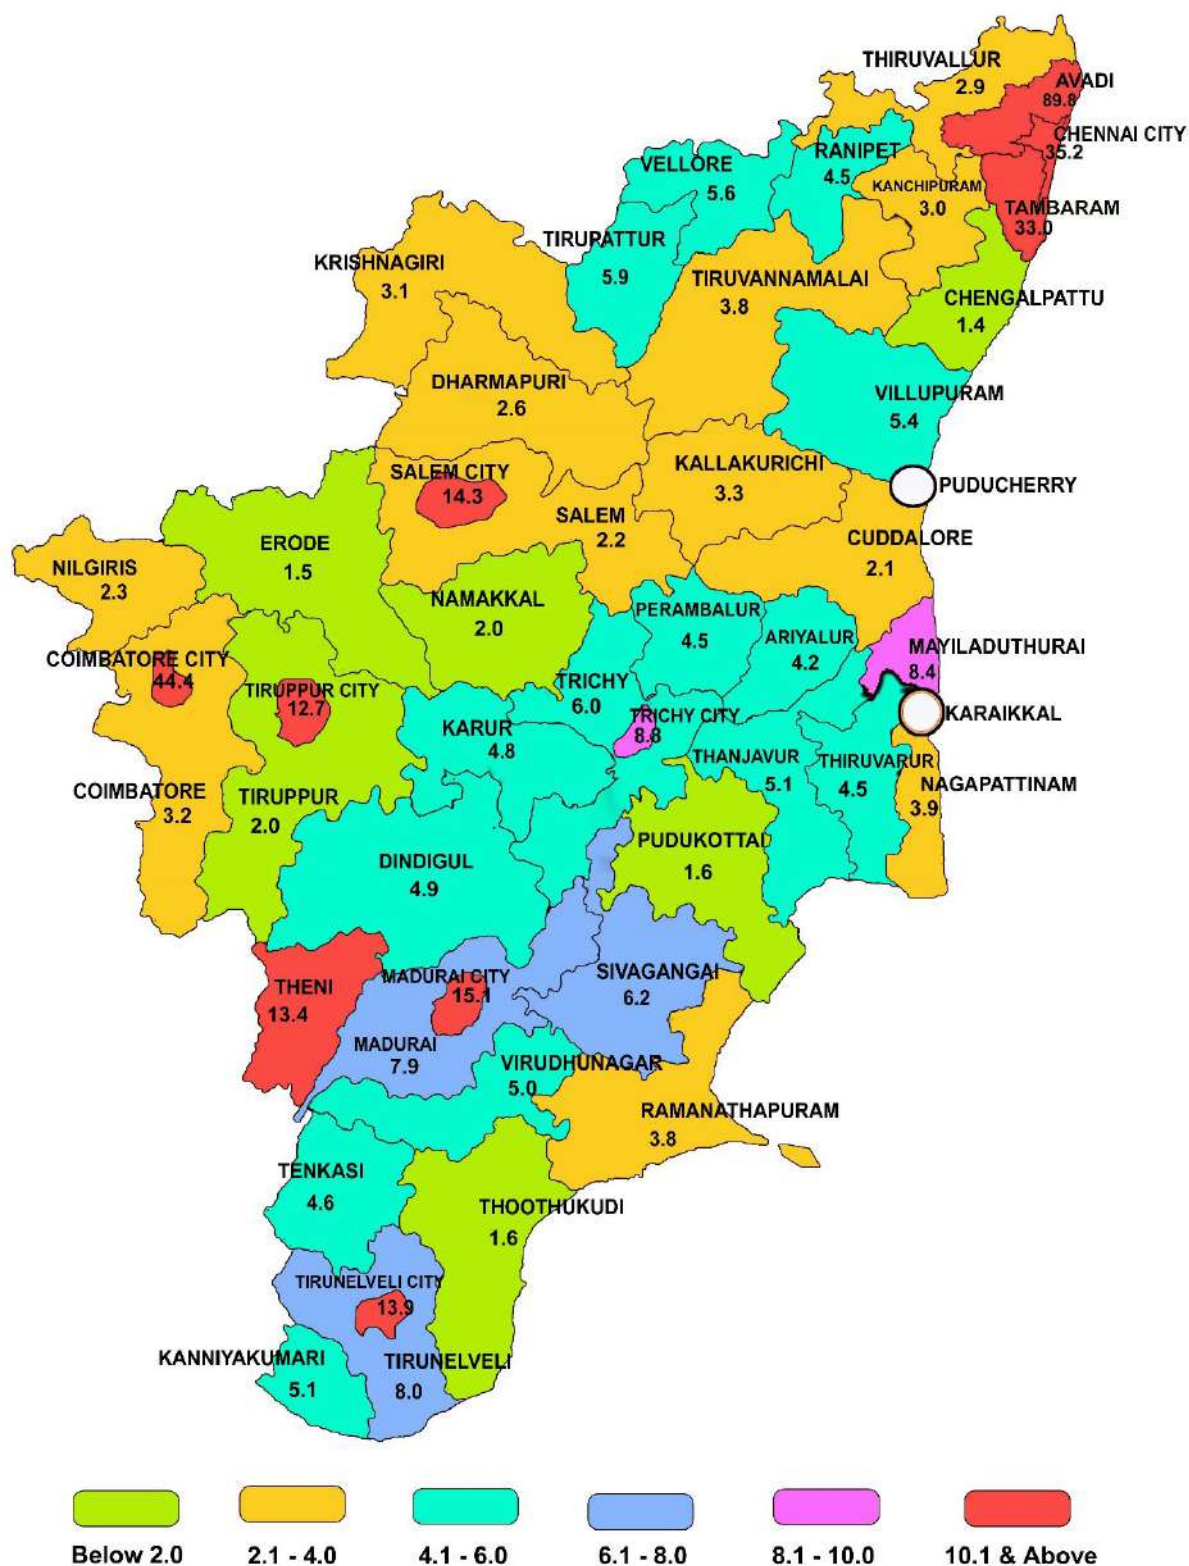 THIRUVALLUR
2.9
AVADI
89.8
CHENNAI CITY
35.2
VELLORE
5.6
RANIPET
4.5
KANCHIPURAM
3.0
TAMBARAM
33.0
TIRUPATTUR
5.9
KRISHNAGIRI
3.1
TIRUVANNAMALAI
3.8
CHENGALPATTU
1.4
DHARMAPURI
2.6
VILLUPURAM
5.4
SALEM CITY
14.3
KALLAKURICHI
3.3
PUDUCHERRY
SALEM
2.2
ERODE
1.5
CUDDALORE
2.1
NILGIRIS
2.3
NAMAKKAL
2.0
PERAMBALUR
4.5
ARIYALUR
4.2
MAYILADUTHURAI
8.4
COIMBATORE CITY
44.4
TIRUPPUR CITY
12.7
TRICHY
6.0
TRICHY CITY
8.8
KARAIKKAL
KARUR
4.8
THANJAVUR
5.1
THIRUVARUR
4.5
NAGAPATTINAM
3.9
COIMBATORE
3.2
TIRUPPUR
2.0
PUDUKOTTAI
1.6
DINDIGUL
4.9
THENI
13.4
MADURAI CITY
15.1
SIVAGANGAI
6.2
MADURAI
7.9
VIRUDHUNAGAR
5.0
RAMANATHAPURAM
3.8
TENKASI
4.6
THOOTHUKUDI
1.6
TIRUNELVELI CITY
13.9
KANNIYAKUMARI
5.1
TIRUNELVELI
8.0
Below 2.0
2.1 - 4.0
4.1 - 6.0
6.1 - 8.0
8.1 - 10.0
10.1 & Above